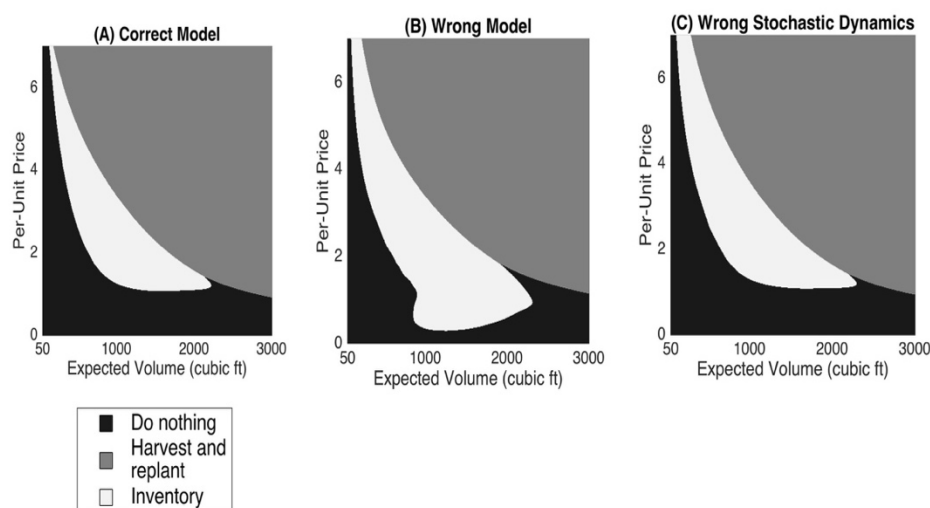 (A) Correct Model
Per-Unit Price
6
4
2
0
50 1000 2000 3000
Expected Volume (cubic ft)
(B) Wrong Model
Per-Unit Price
6
4
2
0
50 1000 2000 3000
Expected Volume (cubic ft)
(C) Wrong Stochastic Dynamics
Per-Unit Price
6
4
2
0
50 1000 2000 3000
Expected Volume (cubic ft)
Do nothing
Harvest and
replant
Inventory